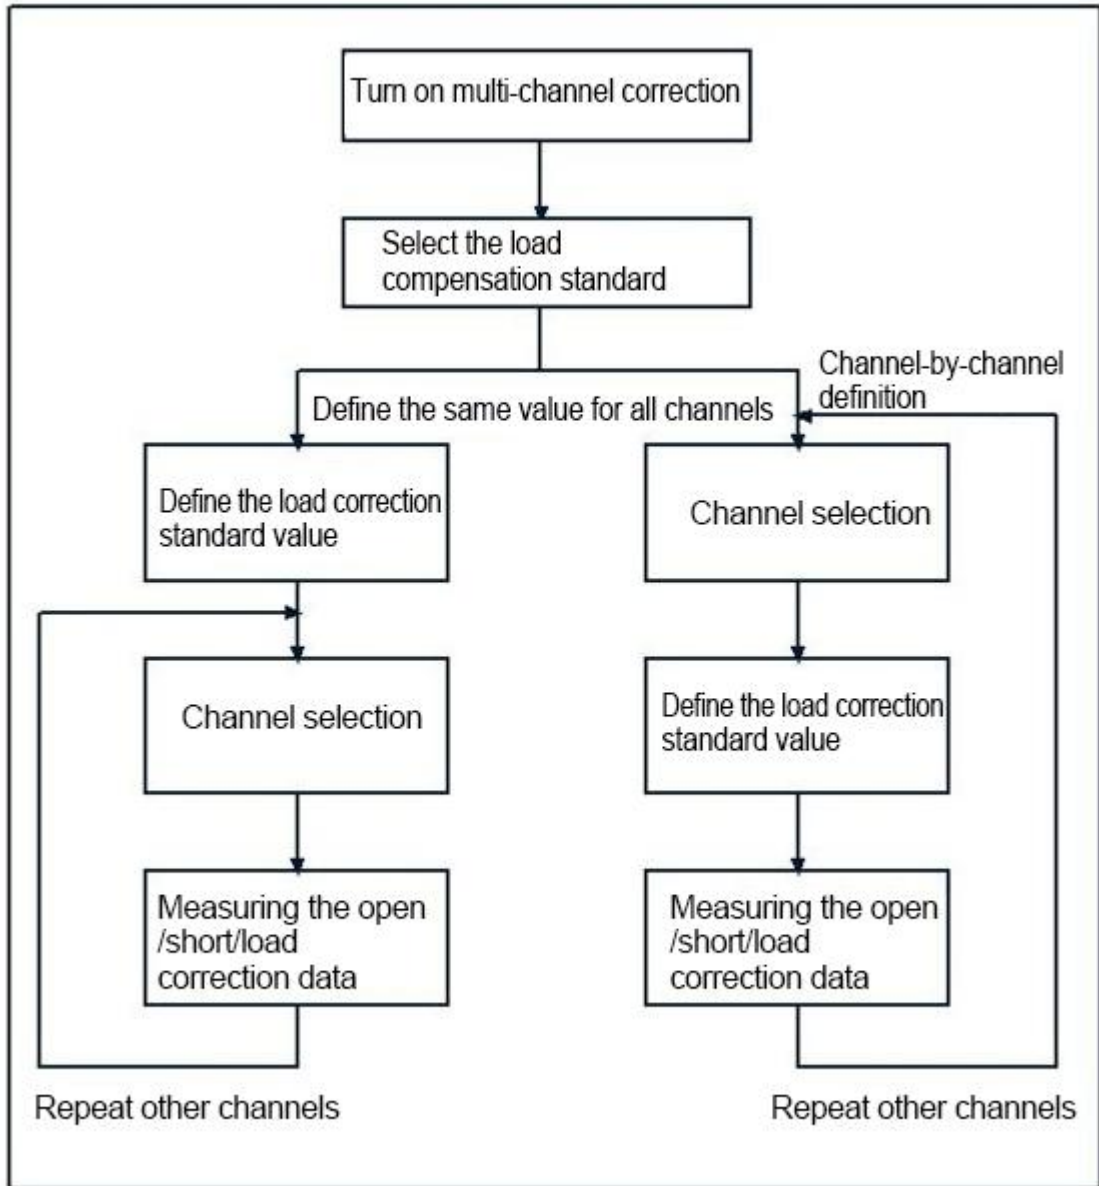 Turn on multi-channel correction
Select the load
compensation standard
Channel-by-channel
definition
Define the same value for all channels
Define the load correction
standard value
Channel selection
Channel selection
Define the load correction
standard value
Measuring the open
/short/load
correction data
Measuring the open
/short/load
correction data
Repeat other channels
Repeat other channels